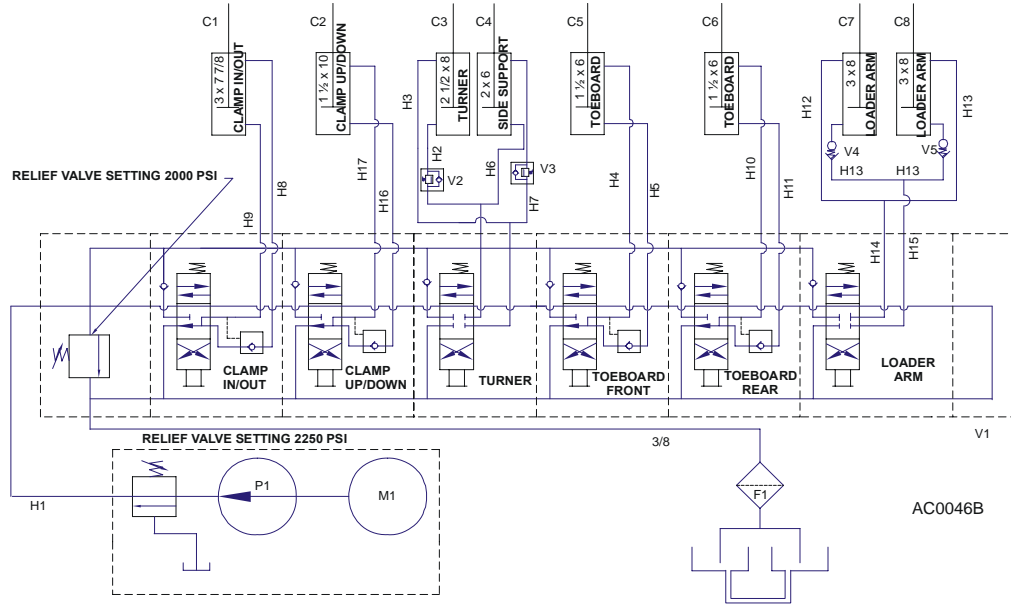 C1
C2
C3
C4
C5
C6
C7
C8
3 x 7 7/8
CLAMP IN/OUT
1 ½ x 10
CLAMP UP/DOWN
2 1/2 x 8
TURNER
2 x 6
SIDE SUPPORT
1 ½ x 6
TOEBOARD
1 ½ x 6
TOEBOARD
3 x 8
LOADER ARM
3 x 8
LOADER ARM
H3
H2
H6
H12
H13
V2
V3
V4
V5
H13
H13
RELIEF VALVE SETTING 2000 PSI
H9
H8
H17
H16
H7
H4
H5
H10
H11
H14
H15
CLAMP
IN/OUT
CLAMP
UP/DOWN
TURNER
TOEBOARD
FRONT
TOEBOARD
REAR
LOADER
ARM
V1
RELIEF VALVE SETTING 2250 PSI
3/8
H1
P1
M1
F1
AC0046B